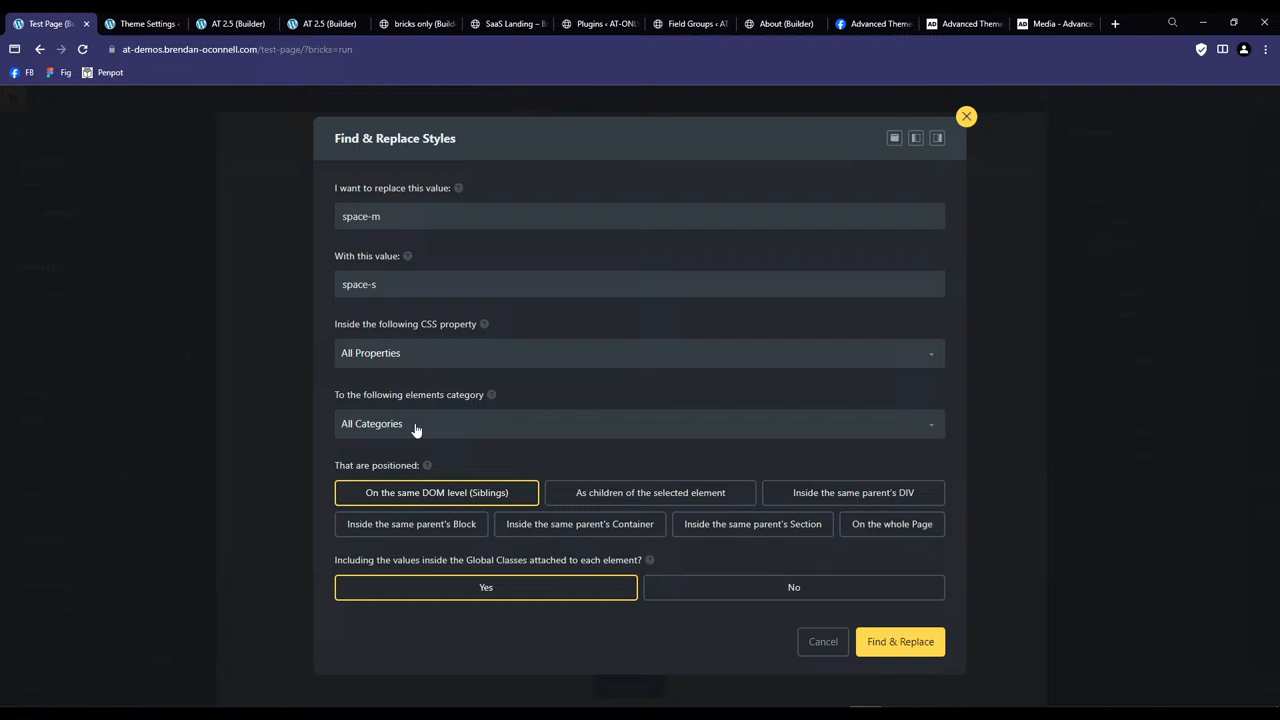 Test Page (B
Theme Settings
AT 2.5 (Builder)
AT 2.5 (Builder)
bricks only (Build
SaaS Landing – B
Plugins ‹ AT-ONL
Field Groups ‹ AT
About (Builder)
Advanced Theme
Advanced Theme
Media - Advance
at-demos.brendan-oconnell.com/test-page/?bricks=run
FB
Fig
Penpot
Find & Replace Styles
I want to replace this value: ?
space-m
With this value: ?
space-s
Inside the following CSS property ?
All Properties
To the following elements category ?
All Categories
That are positioned: ?
On the same DOM level (Siblings)
As children of the selected element
Inside the same parent's DIV
Inside the same parent's Block
Inside the same parent's Container
Inside the same parent's Section
On the whole Page
Including the values inside the Global Classes attached to each element? ?
Yes
No
Cancel
Find & Replace